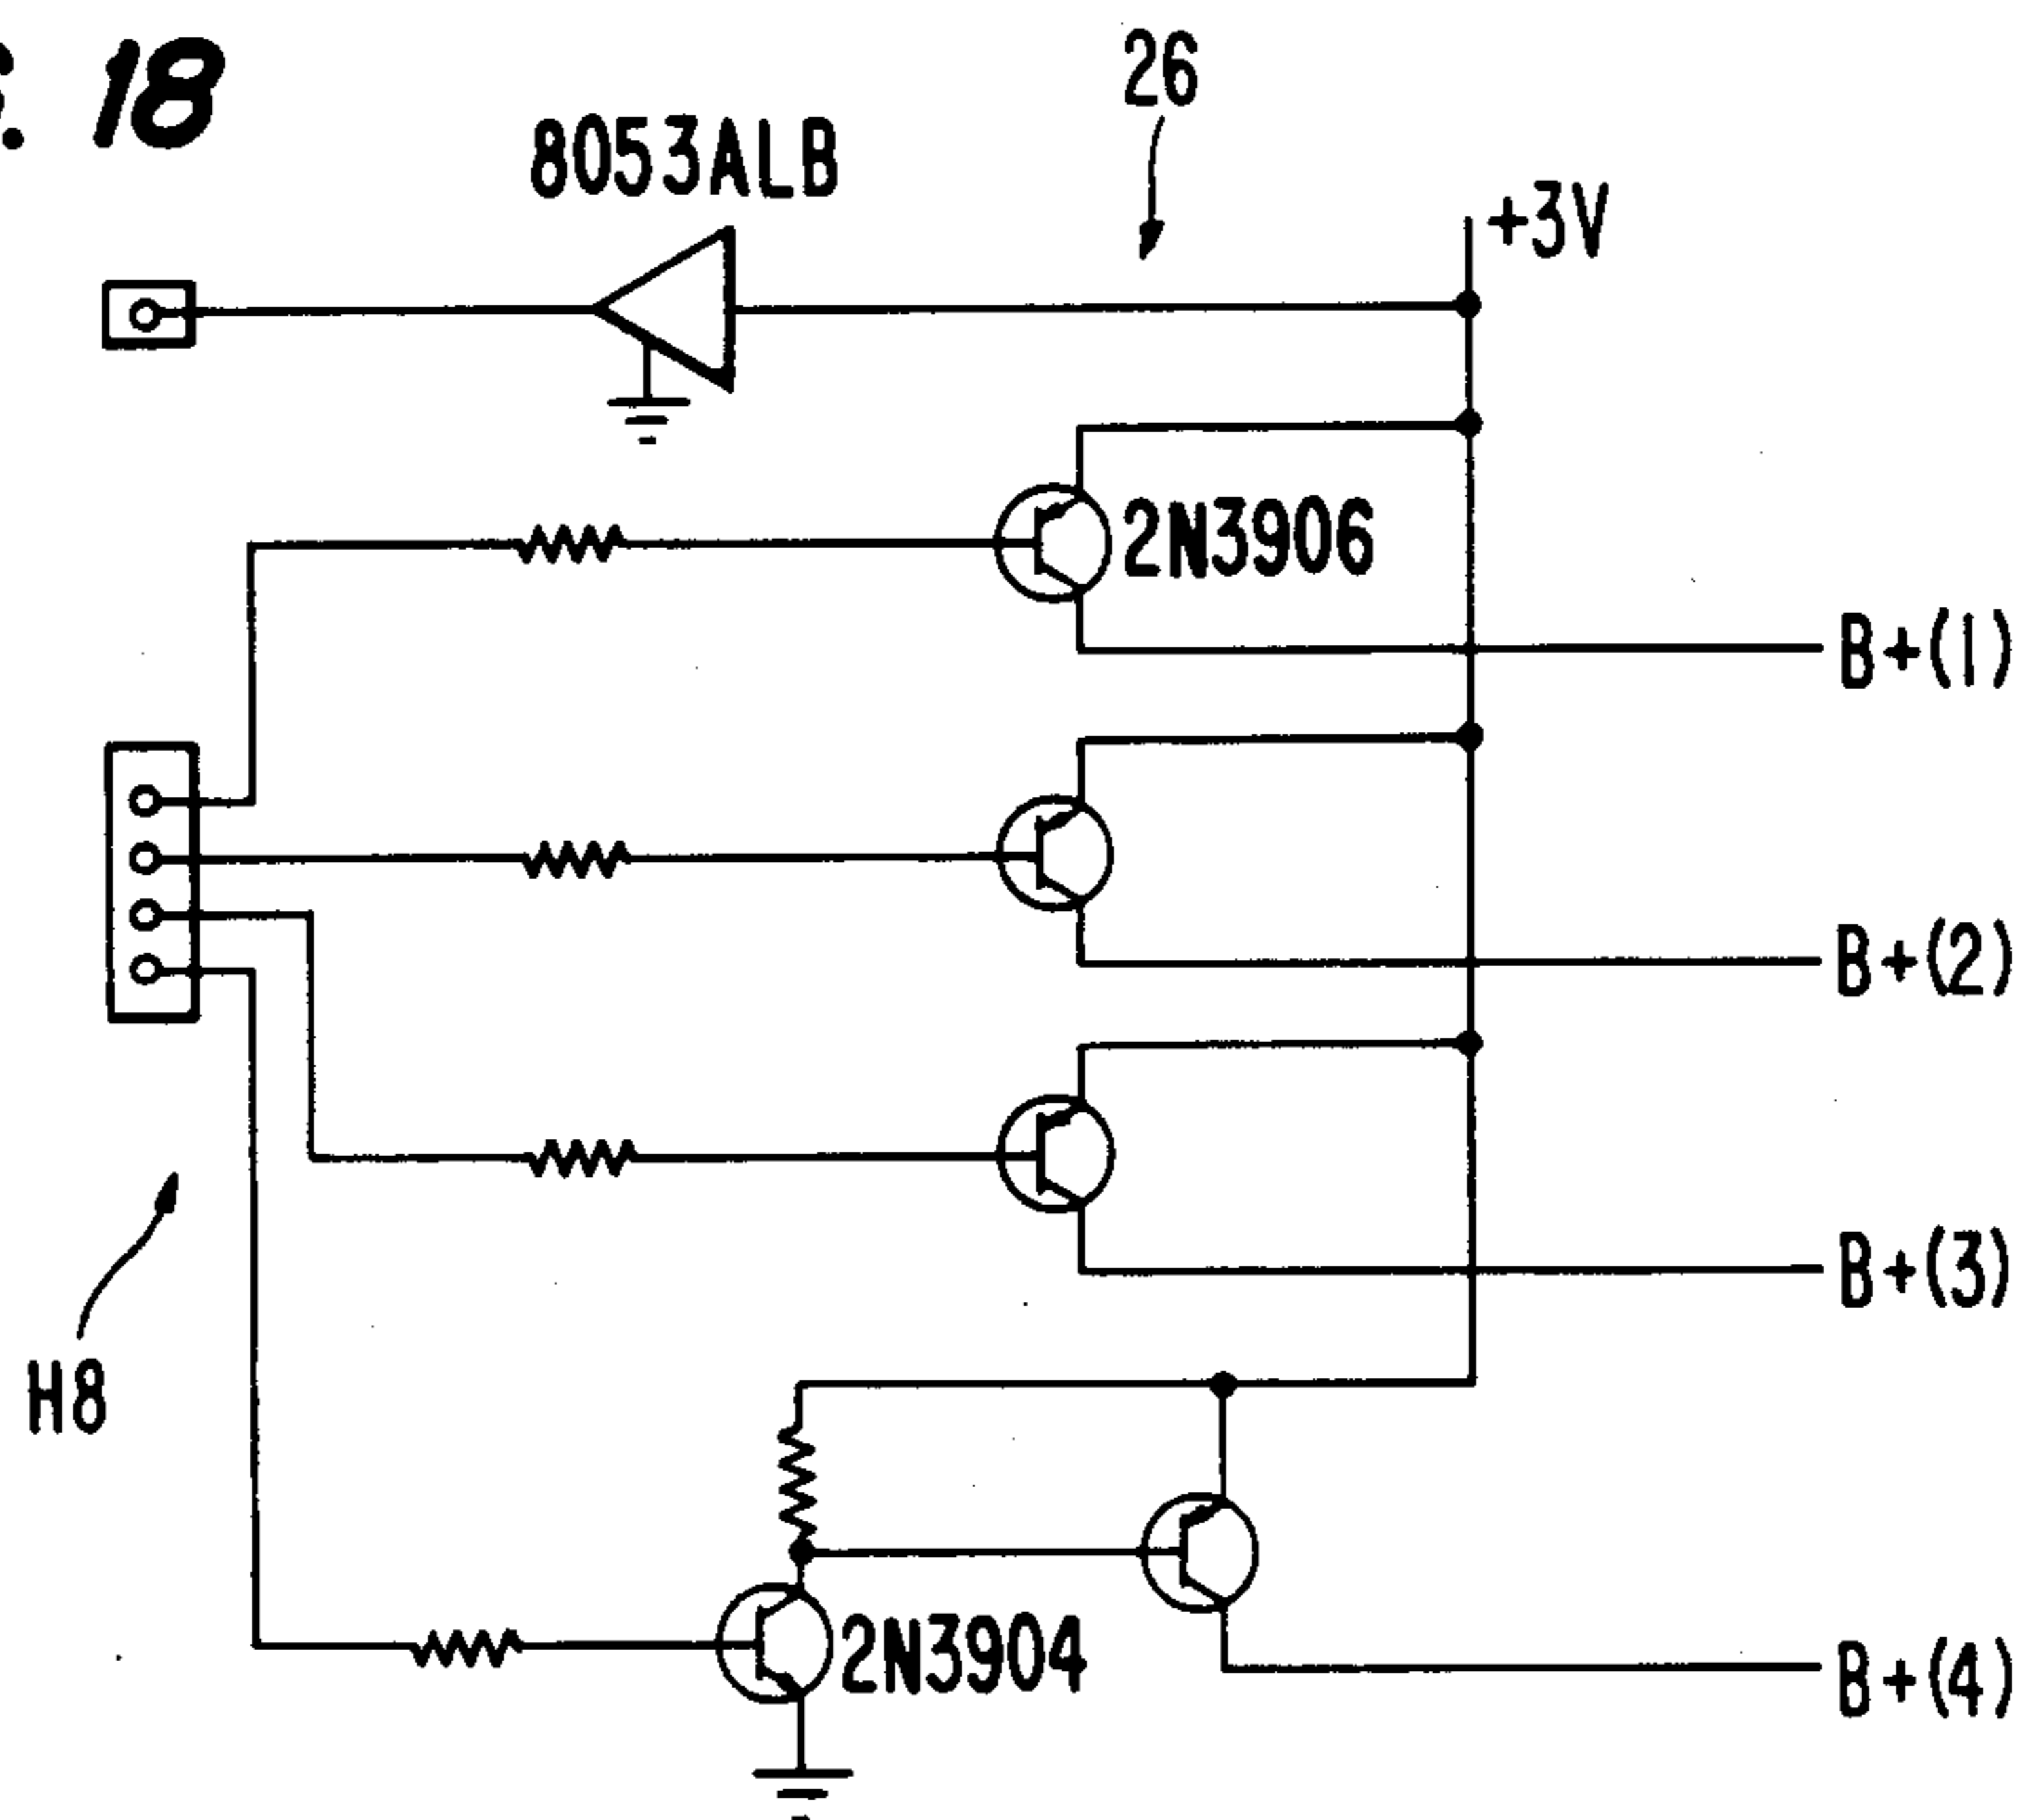 18
26
8053ALB
+3V
2N3906
B+(1)
B+(2)
B+(3)
H8
2N3904
B+(4)